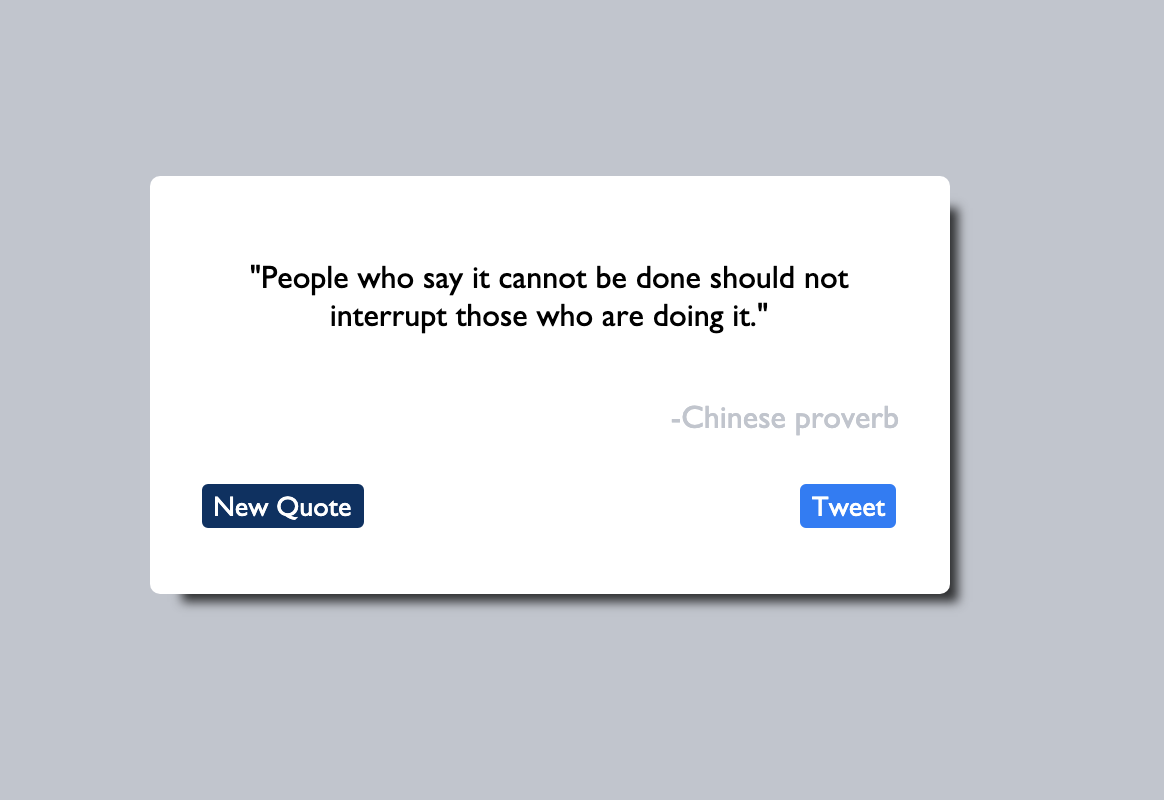 "People who say it cannot be done should not
interrupt those who are doing it."
-Chinese proverb
New Quote
Tweet